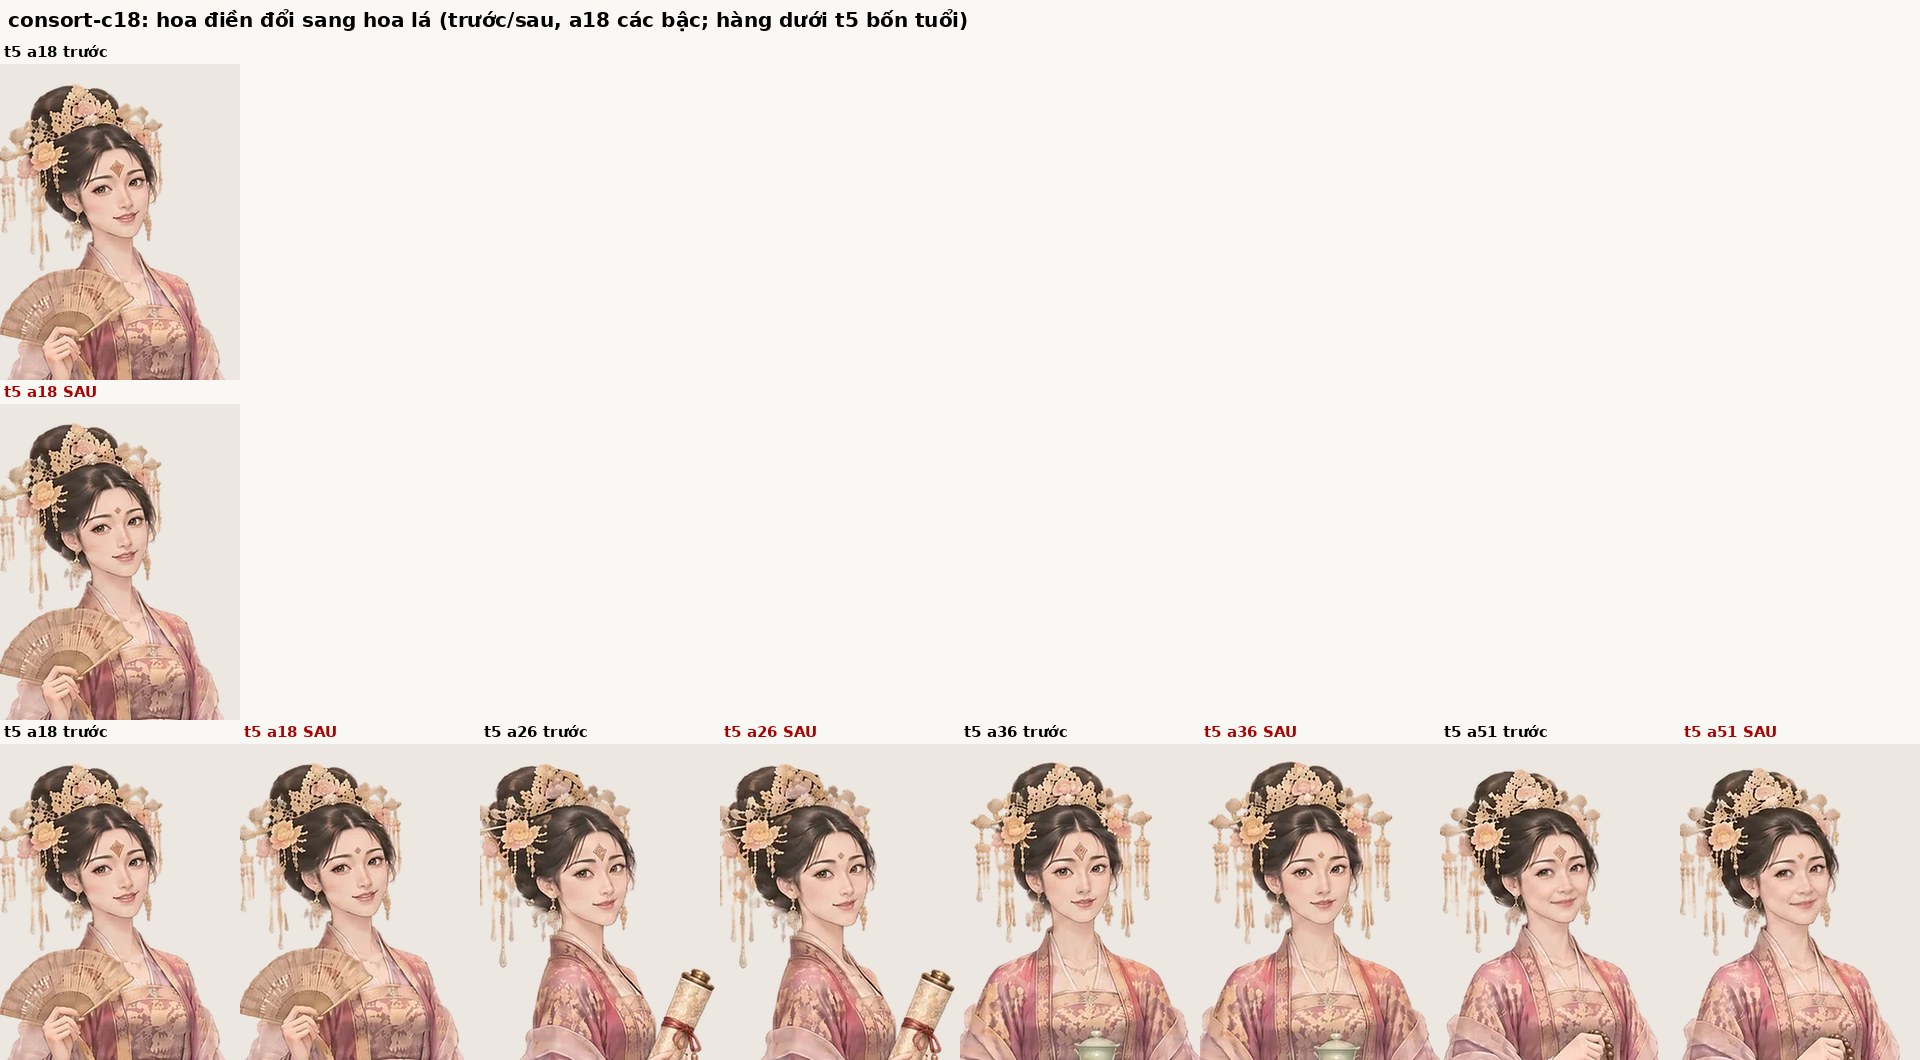 consort-c18: hoa điền đổi sang hoa lá (trước/sau, a18 các bậc; hàng dưới t5 bốn tuổi)
t5 a18 trước
t5 a18 SAU
t5 a18 trước
t5 a18 SAU
t5 a26 trước
t5 a26 SAU
t5 a36 trước
t5 a36 SAU
t5 a51 trước
t5 a51 SAU